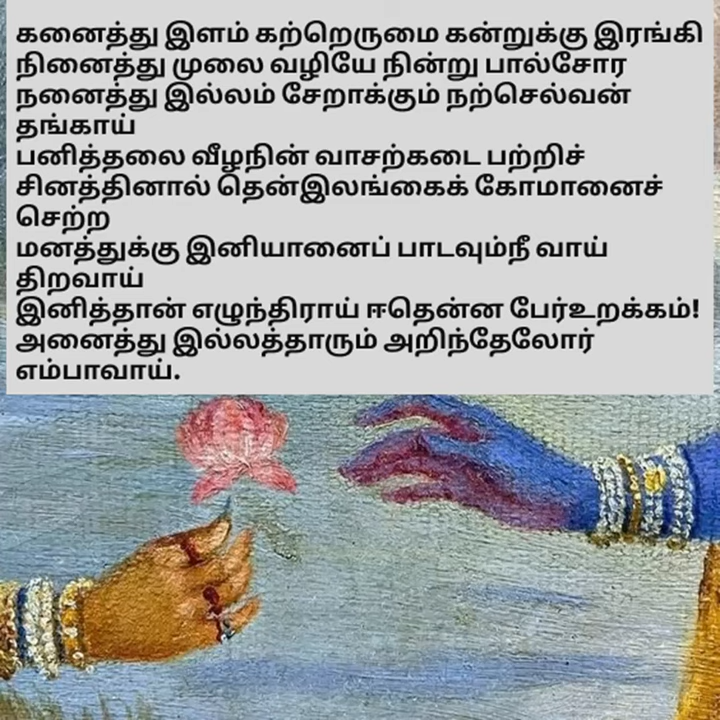 கனைத்து இளம் கற்றெருமை கன்றுக்கு இரங்கி
நினைத்து முலை வழியே நின்று பால்சோர
நனைத்து இல்லம் சேறாக்கும் நற்செல்வன்
தங்காய்
பனித்தலை வீழநின் வாசற்கடை பற்றிச்
சினத்தினால் தென்இலங்கைக் கோமானைச்
செற்ற
மனத்துக்கு இனியானைப் பாடவும்நீ வாய்
திறவாய்
இனித்தான் எழுந்திராய் ஈதென்ன பேர்உறக்கம்!
அனைத்து இல்லத்தாரும் அறிந்தேலோர்
எம்பாவாய்.